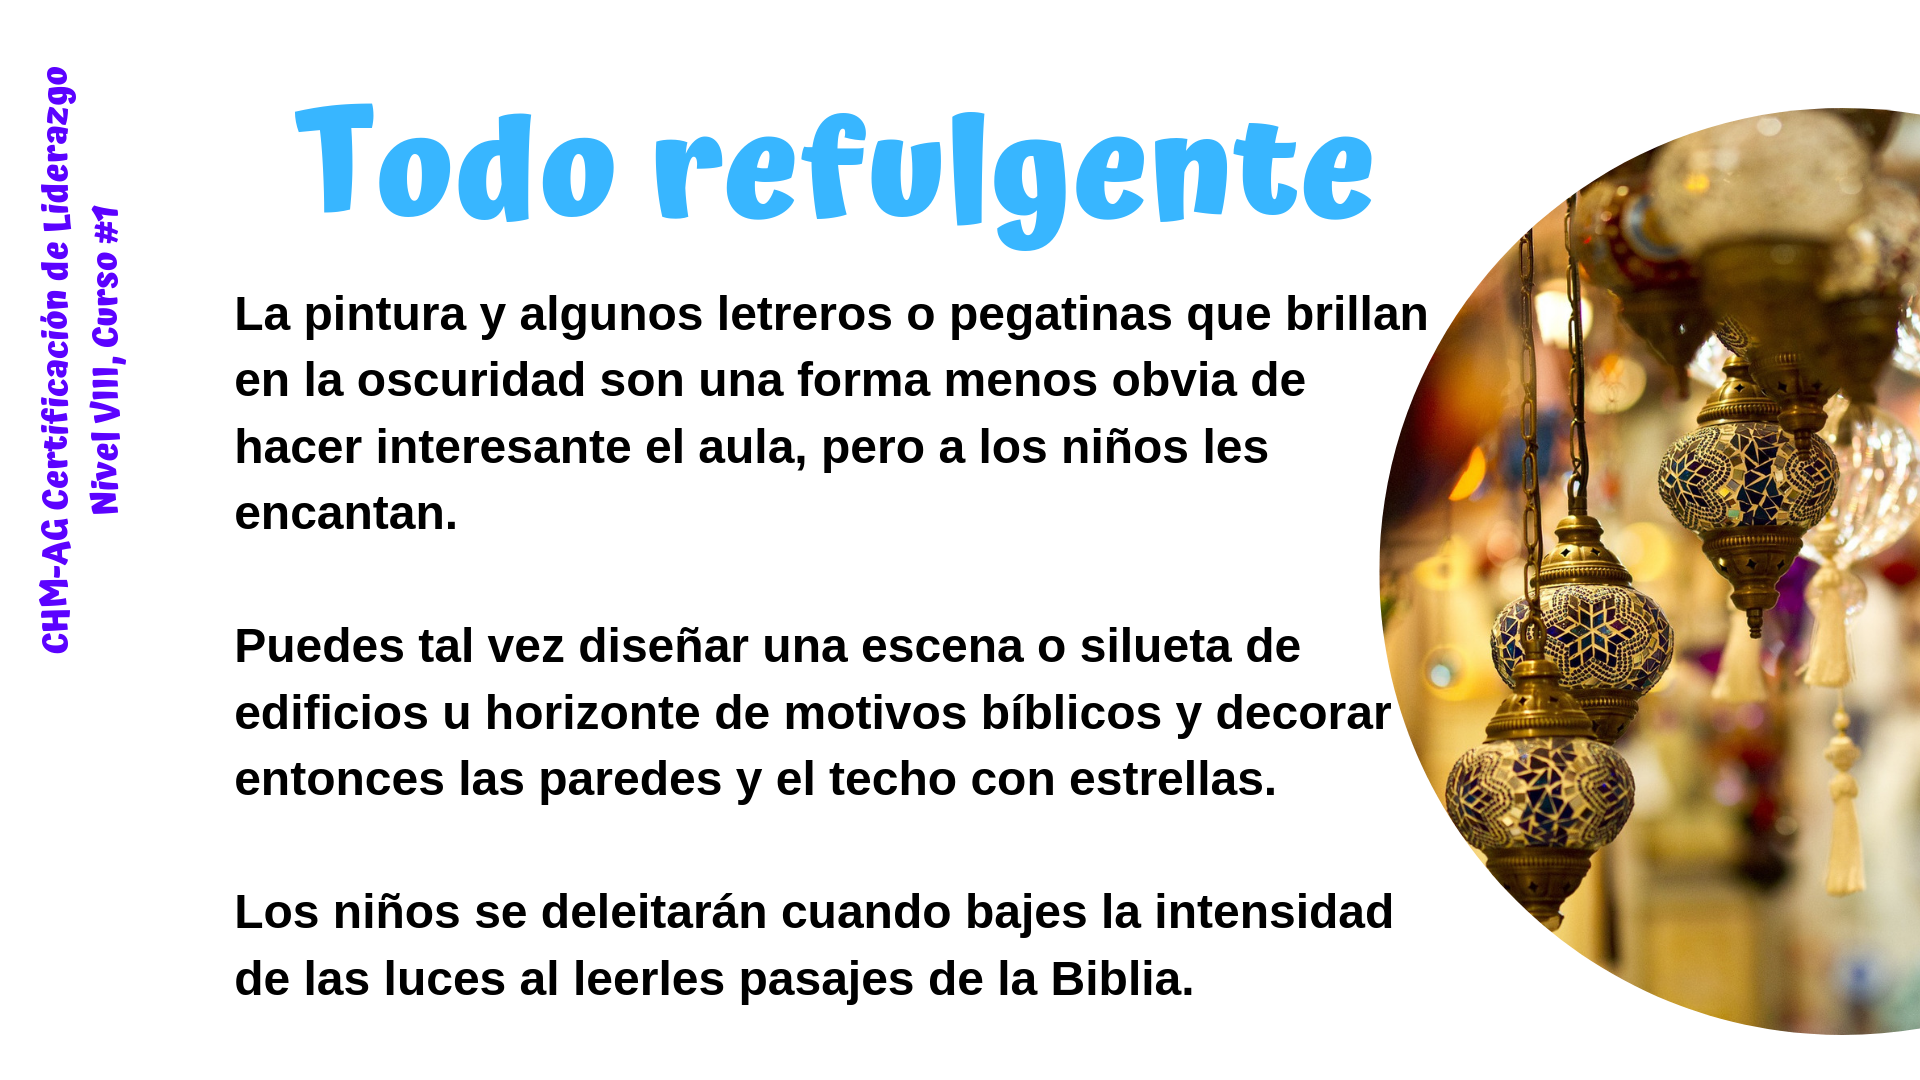 CHM-AG Certificación de Liderazgo
Nivel VIII, Curso #1
Todo refulgente
La pintura y algunos letreros o pegatinas que brillan
en la oscuridad son una forma menos obvia de
hacer interesante el aula, pero a los niños les
encantan.
Puedes tal vez diseñar una escena o silueta de
edificios u horizonte de motivos bíblicos y decorar
entonces las paredes y el techo con estrellas.
Los niños se deleitarán cuando bajes la intensidad
de las luces al leerles pasajes de la Biblia.